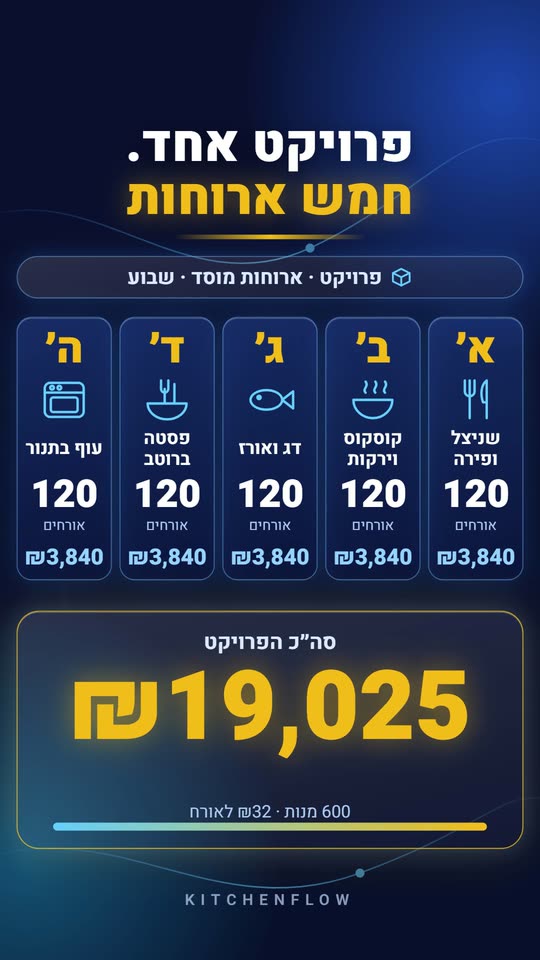 פרויקט אחד.
חמש ארוחות
פרויקט · ארוחות מוסד · שבוע
א׳
שניצל
ופירה
120
אורחים
₪3,840
ב׳
קוסקוס
וירקות
120
אורחים
₪3,840
ג׳
דג ואורז
120
אורחים
₪3,840
ד׳
פסטה
ברוטב
120
אורחים
₪3,840
ה׳
עוף בתנור
120
אורחים
₪3,840
סה״כ הפרויקט
₪19,025
600 מנות · ₪32 לאורח
KITCHENFLOW